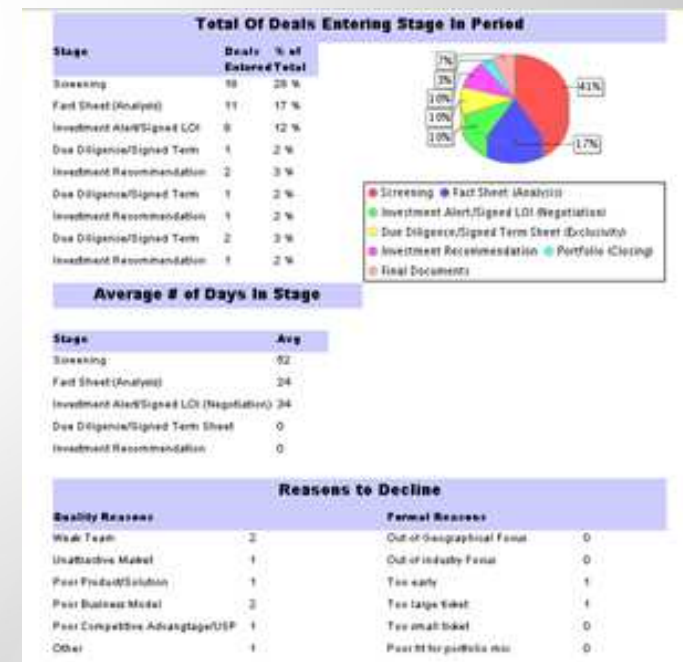 Total Of Deals Entering Stage In Period
Stage Deals Entered % of Total
Screening 18 28 %
Fact Sheet (Analysis) 11 17 %
Investment Alert/Signed LOI 8 12 %
Due Diligence/Signed Term 1 2 %
Investment Recommendation 2 3 %
Due Diligence/Signed Term 1 2 %
Investment Recommendation 1 2 %
Due Diligence/Signed Term 2 3 %
Investment Recommendation 1 2 %
7%
3%
10%
10%
10%
41%
17%
Screening Fact Sheet (Analysis)
Investment Alert/Signed LOI (Negotiation)
Due Diligence/Signed Term Sheet (Exclusivity)
Investment Recommendation Portfolio (Closing)
Final Documents
Average # of Days In Stage
Stage Avg
Screening 62
Fact Sheet (Analysis) 24
Investment Alert/Signed LOI (Negotiation) 34
Due Diligence/Signed Term Sheet 0
Investment Recommendation 0
Reasons to Decline
Quality Reasons Formal Reasons
Weak Team 2 Out of Geographical Focus 0
Unattractive Market 1 Out of industry Focus 0
Poor Product/Solution 1 Too early 1
Poor Business Model 2 Too large ticket 1
Poor Competitive Advangtage/USP 1 Too small ticket 0
Other 1 Poor fit for portfolio mix 0